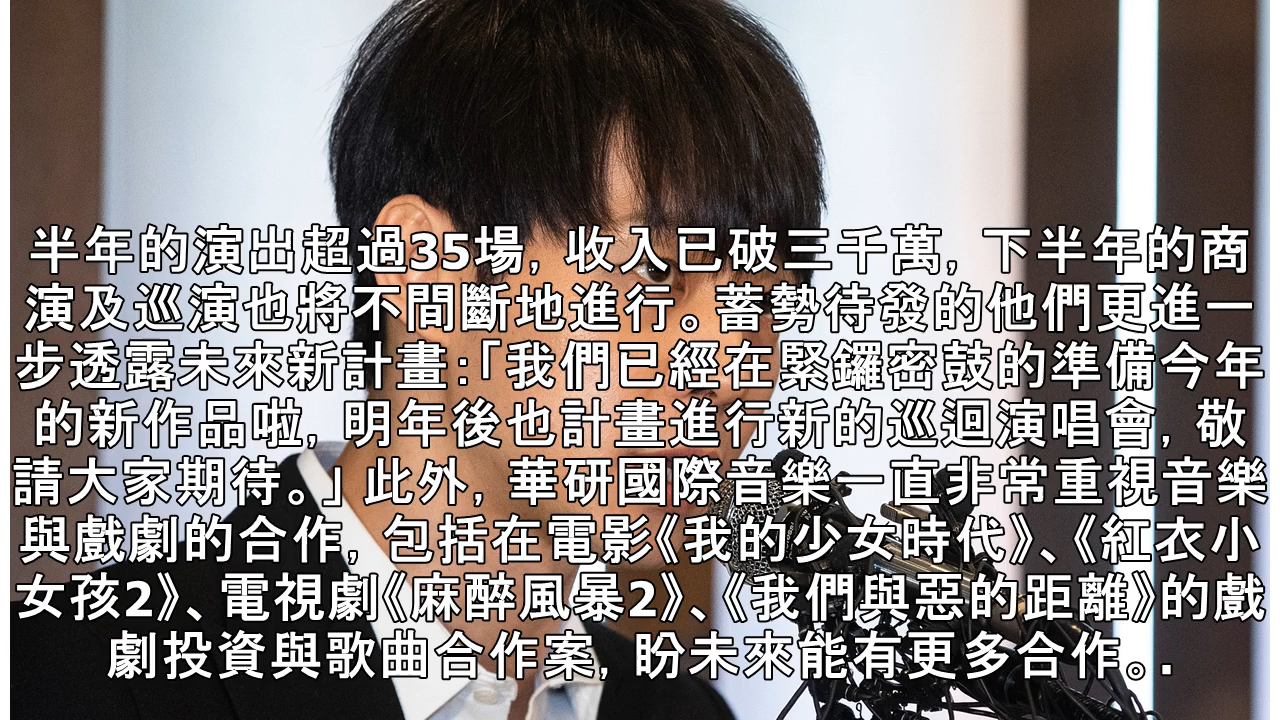 半年的演出超過35場, 收入已破三千萬, 下半年的商
演及巡演也將不間斷地進行。蓄勢待發的他們更進一
步透露未來新計畫:「我們已經在緊鑼密鼓的準備今年
的新作品啦, 明年後也計畫進行新的巡迴演唱會, 敬
請大家期待。」此外, 華研國際音樂一直非常重視音樂
與戲劇的合作, 包括在電影《我的少女時代》、《紅衣小
女孩2》、電視劇《麻醉風暴2》、《我們與惡的距離》的戲
劇投資與歌曲合作案, 盼未來能有更多合作。.